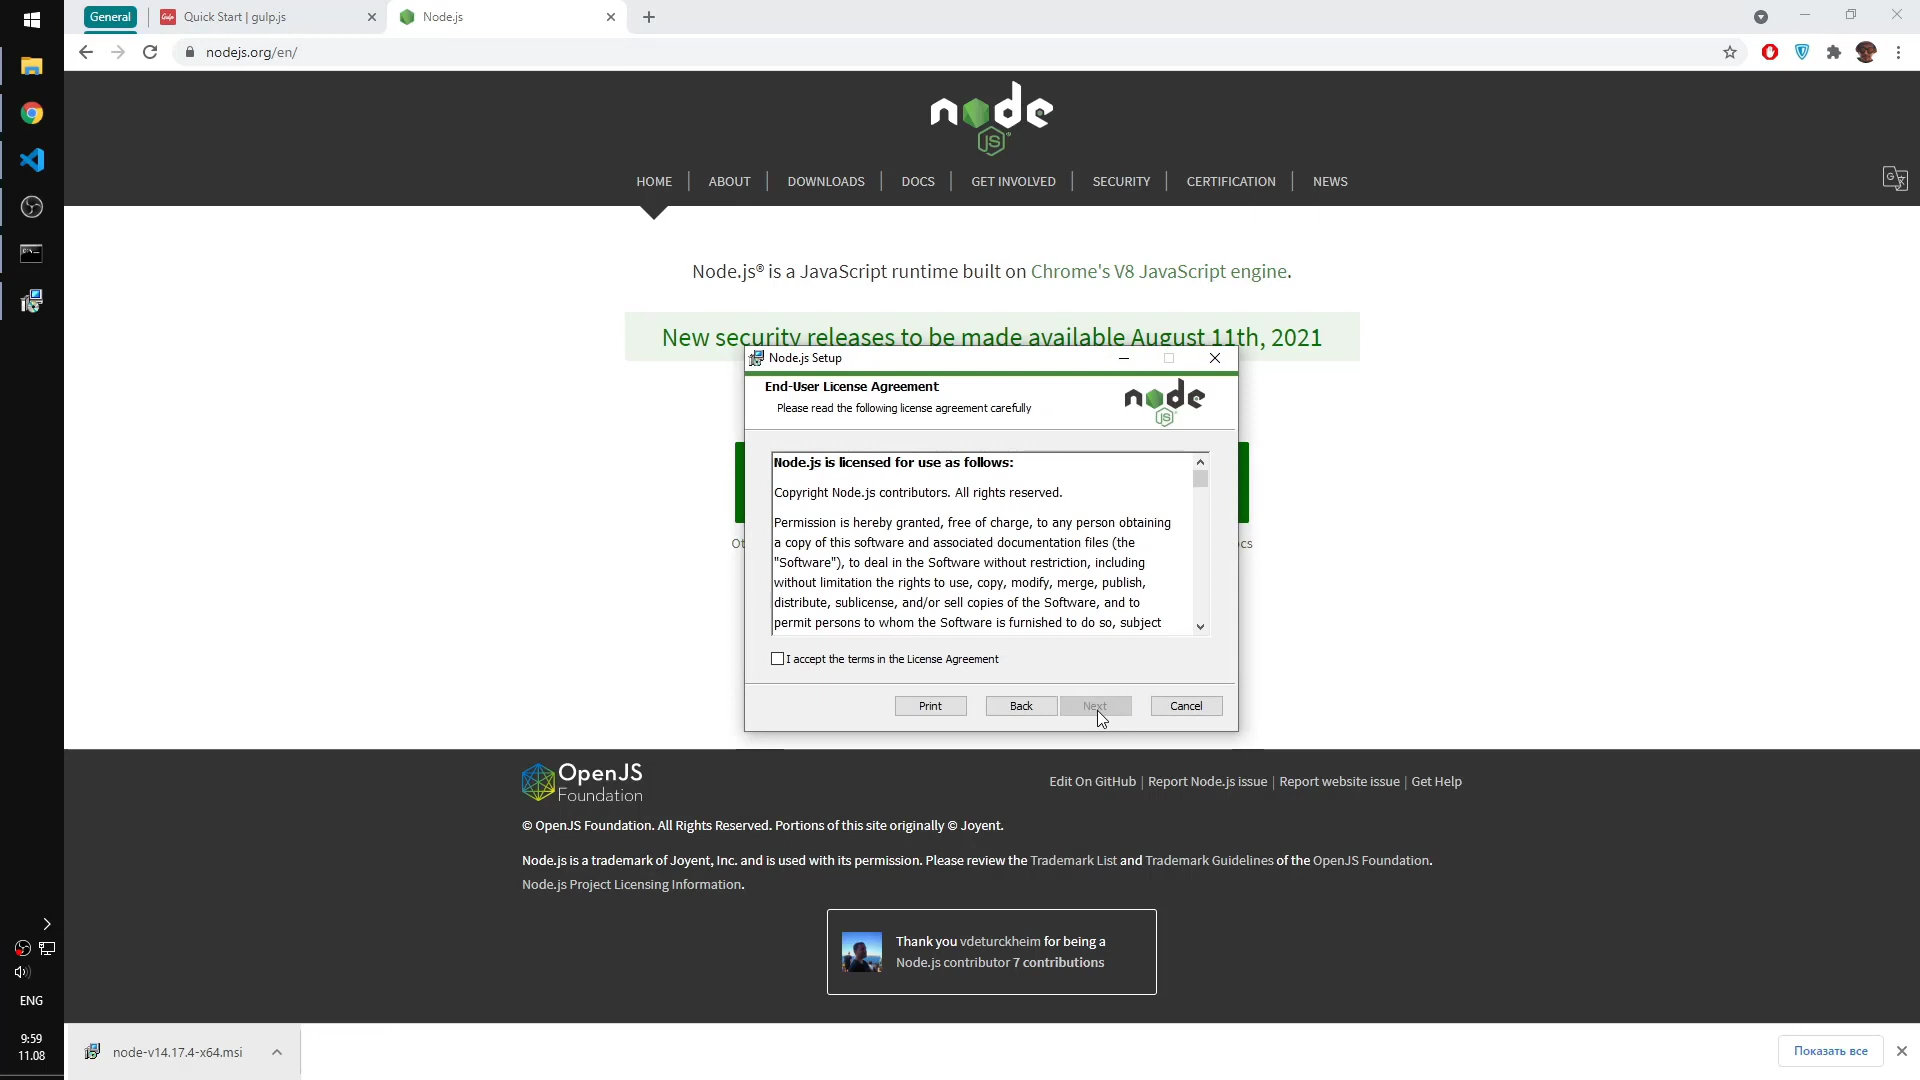 General
Quick Start | gulp.js
Node.js
nodejs.org/en/
node
JS
HOME
ABOUT
DOWNLOADS
DOCS
GET INVOLVED
SECURITY
CERTIFICATION
NEWS
Node.js® is a JavaScript runtime built on Chrome's V8 JavaScript engine.
New security releases to be made available August 11th, 2021
Node.js Setup
End-User License Agreement
Please read the following license agreement carefully
node
JS
Node.js is licensed for use as follows:
Copyright Node.js contributors. All rights reserved.
Permission is hereby granted, free of charge, to any person obtaining
a copy of this software and associated documentation files (the
"Software"), to deal in the Software without restriction, including
without limitation the rights to use, copy, modify, merge, publish,
distribute, sublicense, and/or sell copies of the Software, and to
permit persons to whom the Software is furnished to do so, subject
I accept the terms in the License Agreement
Print
Back
Next
Cancel
OpenJS
Foundation
Edit On GitHub | Report Node.js issue | Report website issue | Get Help
© OpenJS Foundation. All Rights Reserved. Portions of this site originally © Joyent.
Node.js is a trademark of Joyent, Inc. and is used with its permission. Please review the Trademark List and Trademark Guidelines of the OpenJS Foundation.
Node.js Project Licensing Information.
Thank you vdeturckheim for being a
Node.js contributor 7 contributions
ENG
9:59
11.08
node-v14.17.4-x64.msi
Показать все